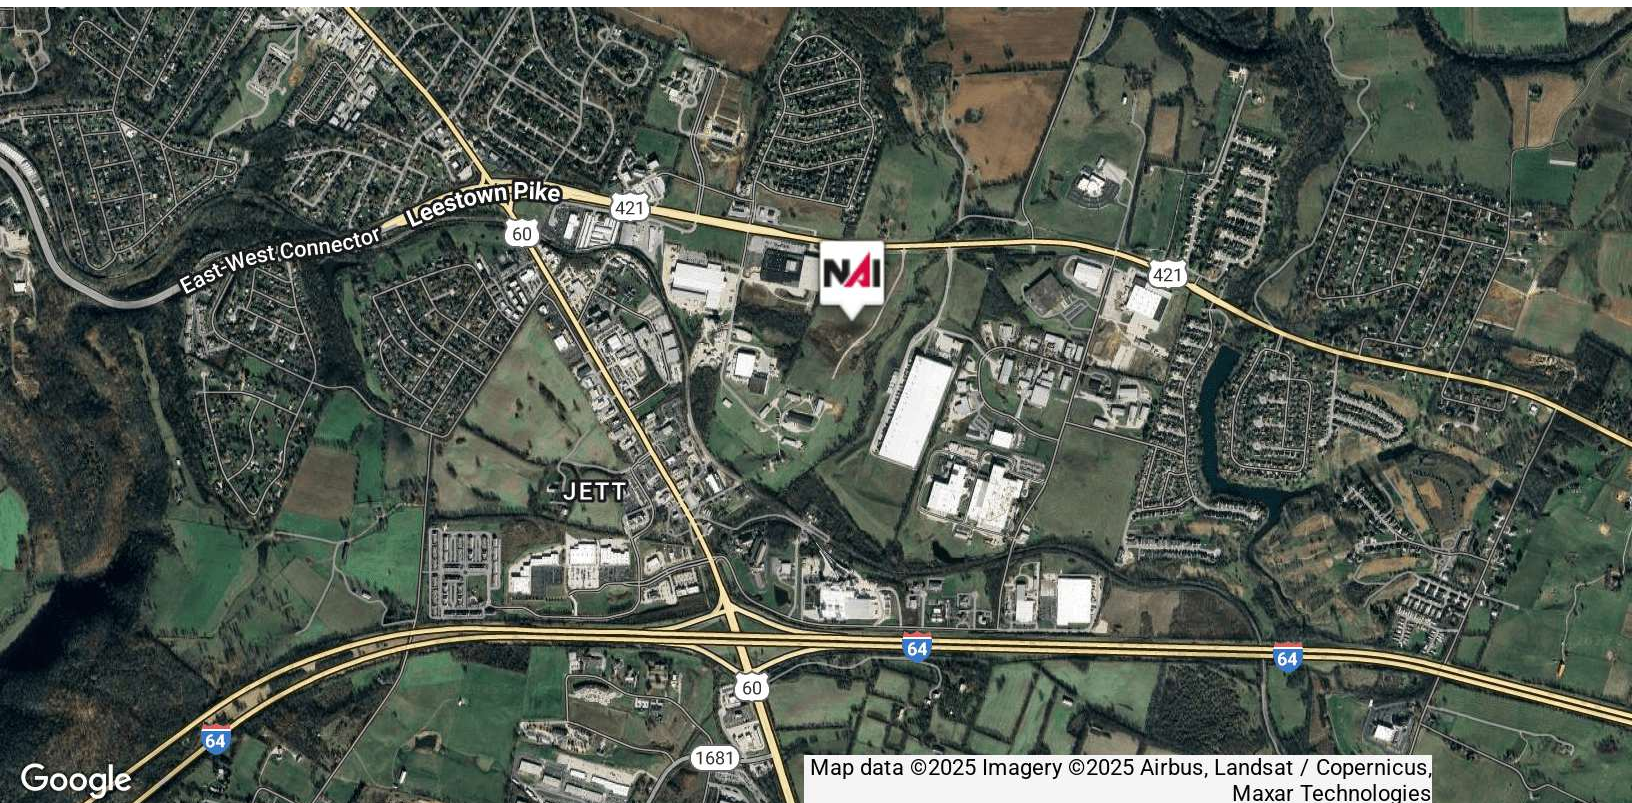 Leestown Pike
421
60
East-West Connector
NAI
421
JETT
64
64
60
64
1681
Google
Map data ©2025 Imagery ©2025 Airbus, Landsat / Copernicus,
Maxar Technologies